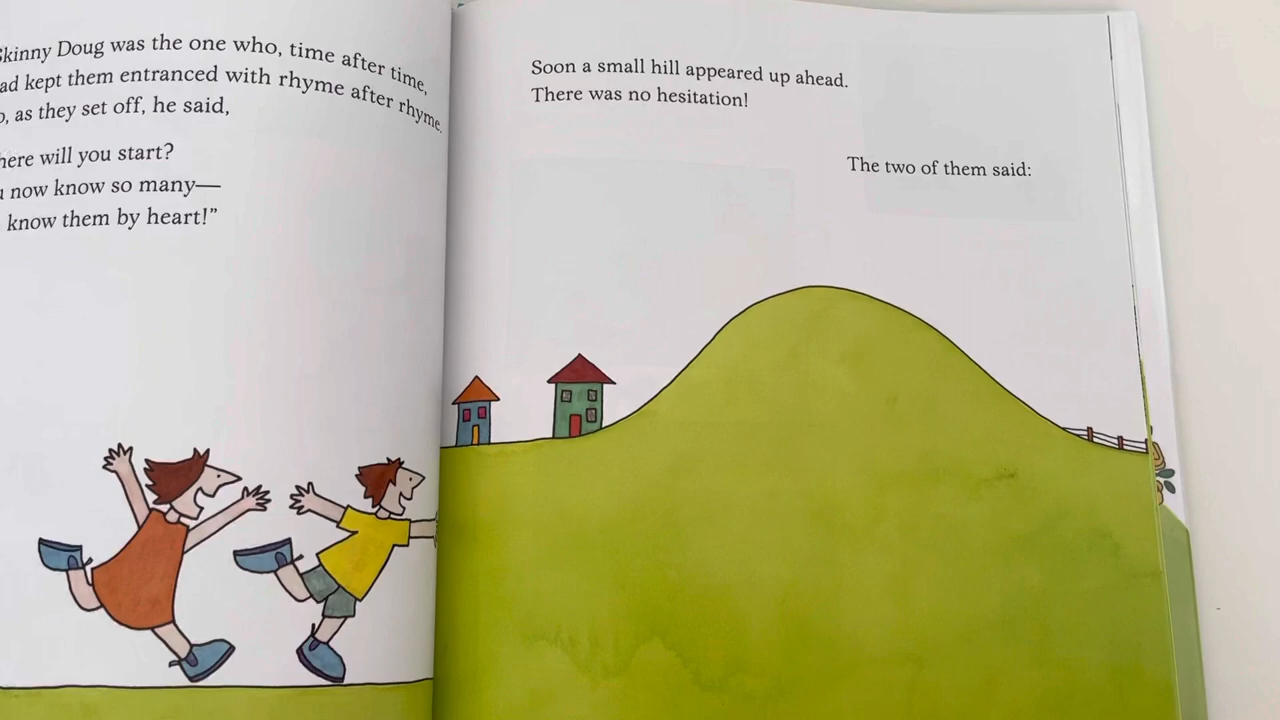 Skinny Doug was the one who, time after time,
kept them entranced with rhyme after rhyme.
as they set off, he said,
will you start?
now know so many—
know them by heart!”
Soon a small hill appeared up ahead.
There was no hesitation!
The two of them said: